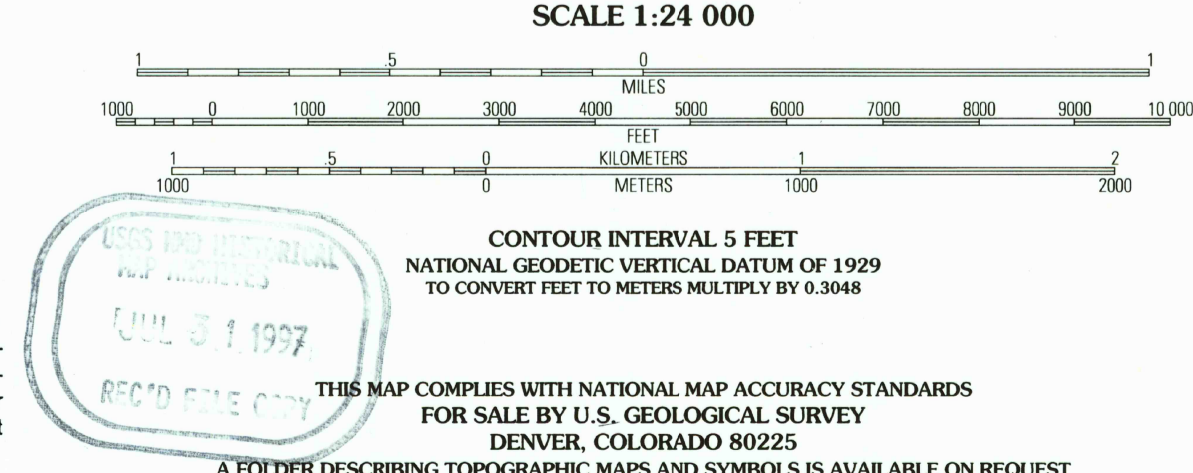 SCALE 1:24 000
1 .5 0 1
MILES
1000 0 1000 2000 3000 4000 5000 6000 7000 8000 9000 10 000
FEET
1 .5 0 KILOMETERS 1 2
1000 0 METERS 1000 2000
CONTOUR INTERVAL 5 FEET
NATIONAL GEODETIC VERTICAL DATUM OF 1929
TO CONVERT FEET TO METERS MULTIPLY BY 0.3048
USGS NMD HISTORICAL
MAP ARCHIVES
JUL 31 1997
REC'D FILE COPY
THIS MAP COMPLIES WITH NATIONAL MAP ACCURACY STANDARDS
FOR SALE BY U.S. GEOLOGICAL SURVEY
DENVER, COLORADO 80225
A FOLDER DESCRIBING TOPOGRAPHIC MAPS AND SYMBOLS IS AVAILABLE ON REQUEST